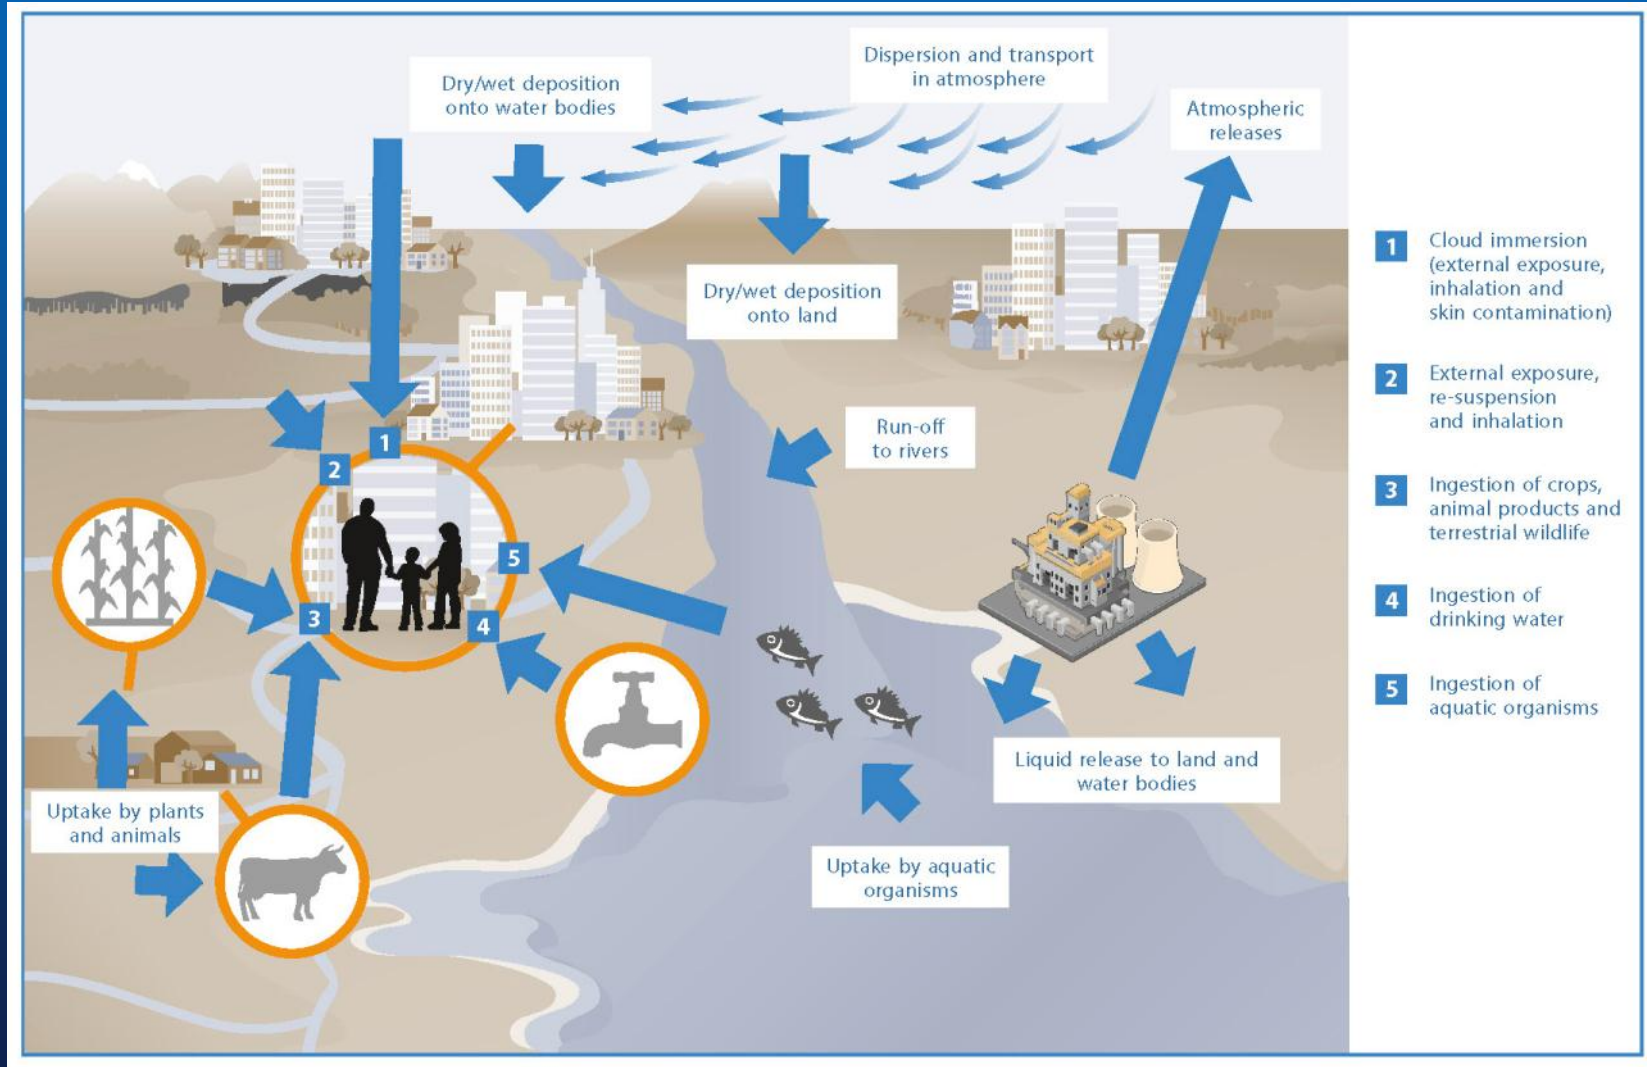 Dispersion and transport
in atmosphere
Dry/wet deposition
onto water bodies
Atmospheric
releases
Dry/wet deposition
onto land
Run-off
to rivers
1
2
5
3
4
Liquid release to land and
water bodies
Uptake by plants
and animals
Uptake by aquatic
organisms
1 Cloud immersion
(external exposure,
inhalation and
skin contamination)
2 External exposure,
re-suspension
and inhalation
3 Ingestion of crops,
animal products and
terrestrial wildlife
4 Ingestion of
drinking water
5 Ingestion of
aquatic organisms